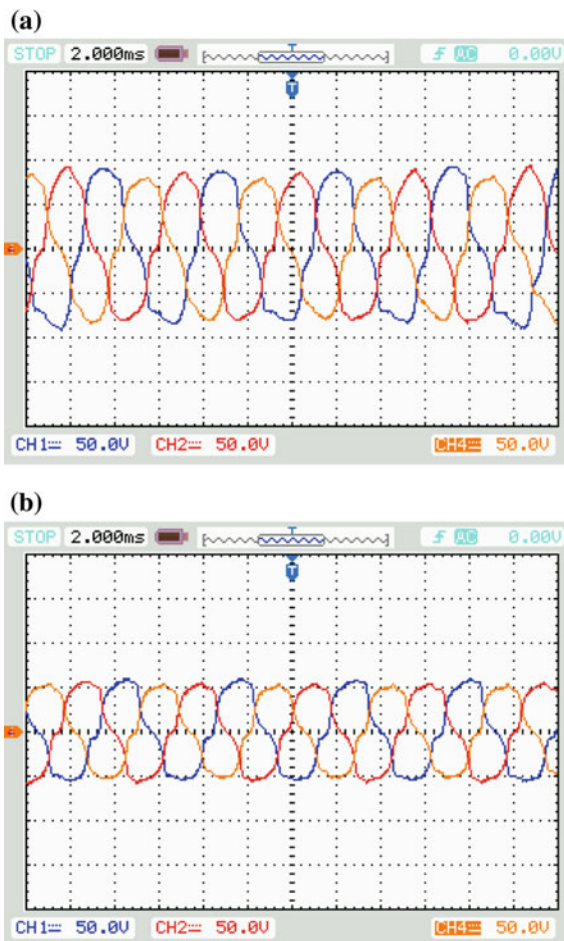 (a)
STOP 2.000ms T AC 0.00V
T
CH1 50.0V CH2 50.0V CH4 50.0V
(b)
STOP 2.000ms T AC 0.00V
T
CH1 50.0V CH2 50.0V CH4 50.0V